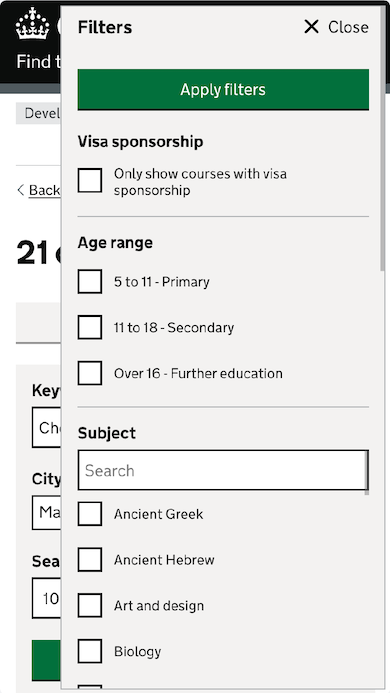 Filters
Close
Find t
Apply filters
Devel
Visa sponsorship
Only show courses with visa
sponsorship
Back
Age range
21
5 to 11 - Primary
11 to 18 - Secondary
Over 16 - Further education
Key
Ch
Subject
Search
City
Ma
Ancient Greek
Ancient Hebrew
Sea
10
Art and design
Biology